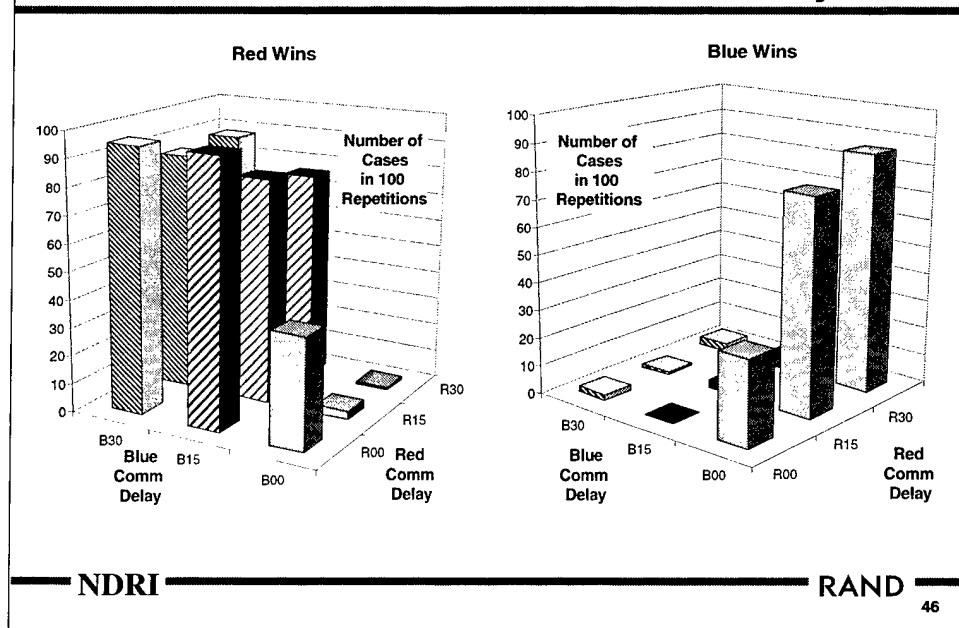 Red Wins
100
90
80
70
60
50
40
30
20
10
0
Number of
Cases
in 100
Repetitions
B30
B15
B00
Blue
Comm
Delay
R00
R15
R30
Red
Comm
Delay
Blue Wins
100
90
80
70
60
50
40
30
20
10
0
Number of
Cases
in 100
Repetitions
B30
B15
B00
Blue
Comm
Delay
R00
R15
R30
Red
Comm
Delay
NDRI
RAND
46